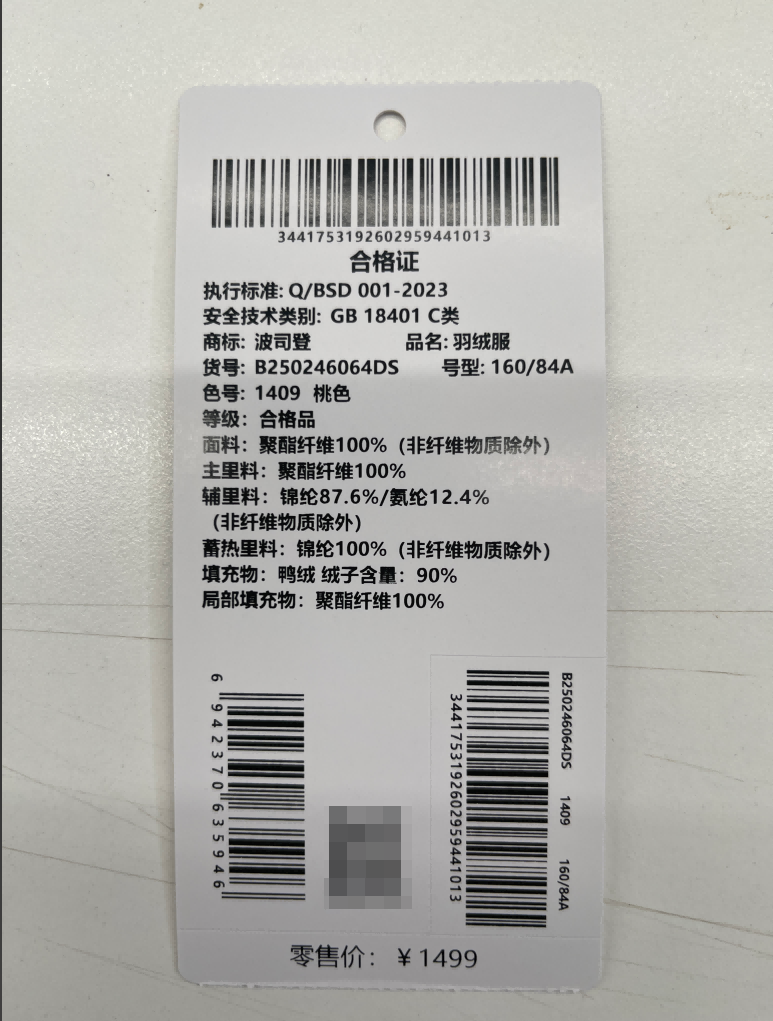 3441753192602959441013
合格证
执行标准: Q/BSD 001-2023
安全技术类别: GB 18401 C类
商标: 波司登 品名: 羽绒服
货号: B250246064DS 号型: 160/84A
色号: 1409 桃色
等级: 合格品
面料: 聚酯纤维100%（非纤维物质除外）
主里料: 聚酯纤维100%
辅里料: 锦纶87.6%/氨纶12.4%
（非纤维物质除外）
蓄热里料: 锦纶100%（非纤维物质除外）
填充物: 鸭绒 绒子含量: 90%
局部填充物: 聚酯纤维100%
6942370635946
3441753192602959441013
B250246064DS 1409 160/84A
零售价: ￥1499